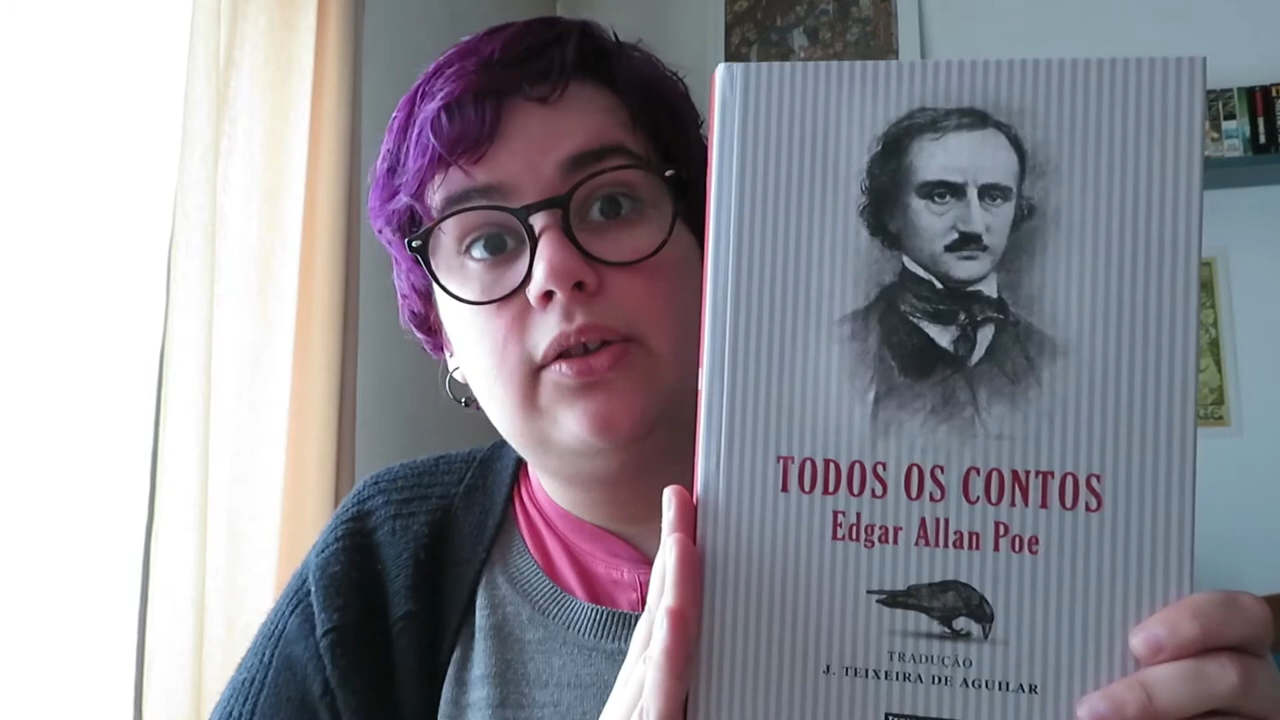 TODOS OS CONTOS
Edgar Allan Poe
TRADUÇÃO
J. TEIXEIRA DE AGUILAR